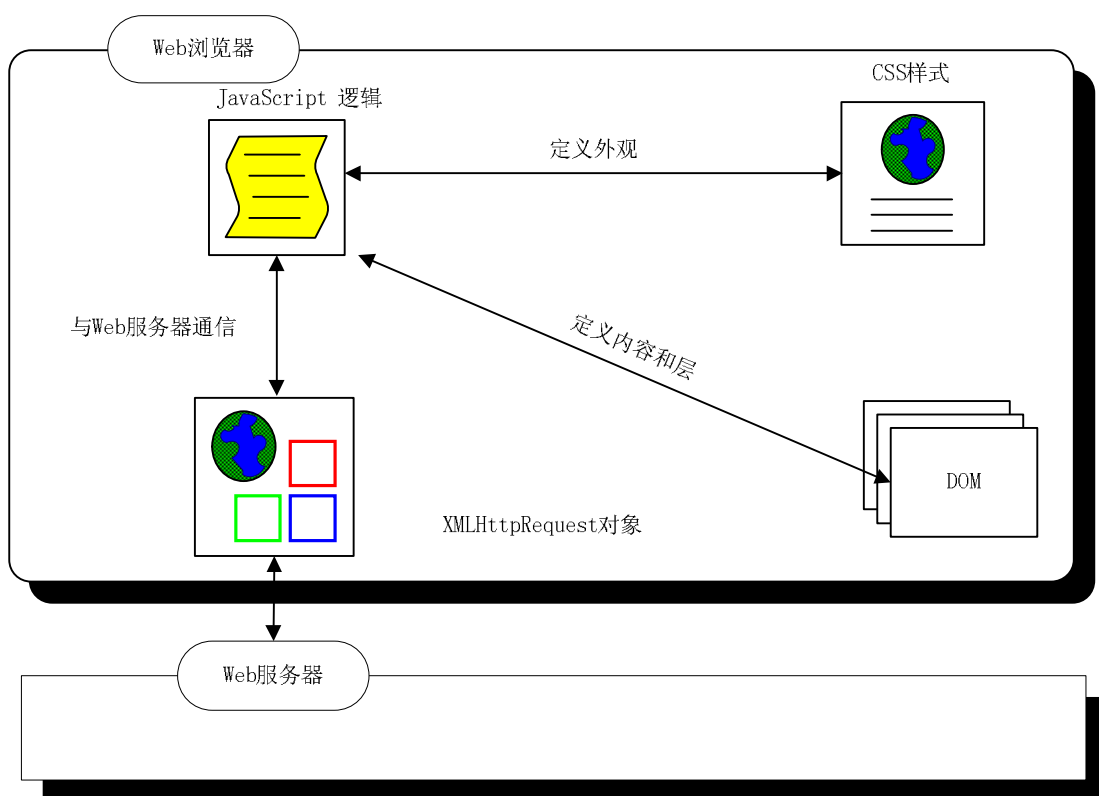 Web浏览器
CSS样式
JavaScript 逻辑
定义外观
与Web服务器通信
定义内容和层
DOM
XMLHttpRequest对象
Web服务器